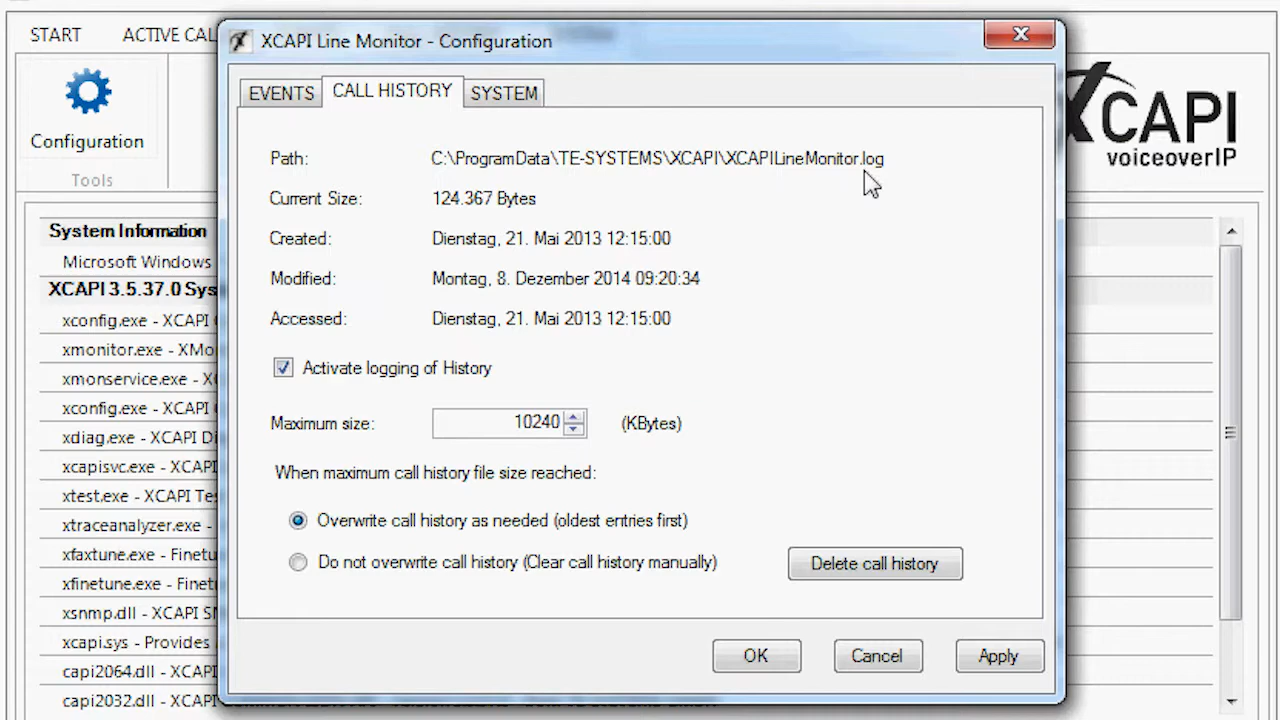 XCAPI Line Monitor - Configuration
START
ACTIVE CAL
EVENTS
CALL HISTORY
SYSTEM
Configuration
Tools
XCAPI
voiceoverIP
Path:
C:\ProgramData\TE-SYSTEMS\XCAPI\XCAPILineMonitor.log
Current Size:
124.367 Bytes
Created:
Dienstag, 21. Mai 2013 12:15:00
Modified:
Montag, 8. Dezember 2014 09:20:34
Accessed:
Dienstag, 21. Mai 2013 12:15:00
Activate logging of History
Maximum size:
10240
(KBytes)
When maximum call history file size reached:
Overwrite call history as needed (oldest entries first)
Do not overwrite call history (Clear call history manually)
Delete call history
OK
Cancel
Apply
System Information
Microsoft Windows
XCAPI 3.5.37.0 Sys
xconfig.exe - XCAPI
xmonitor.exe - XMo
xmonservice.exe - X
xconfig.exe - XCAPI
xdiag.exe - XCAPI Di
xcapisvc.exe - XCAPI
xtest.exe - XCAPI Tes
xtraceanalyzer.exe -
xfaxtune.exe - Finetu
xfinetune.exe - Finet
xsnmp.dll - XCAPI SN
xcapi.sys - Provides
capi2064.dll - XCAPI
capi2032.dll - XCAPI